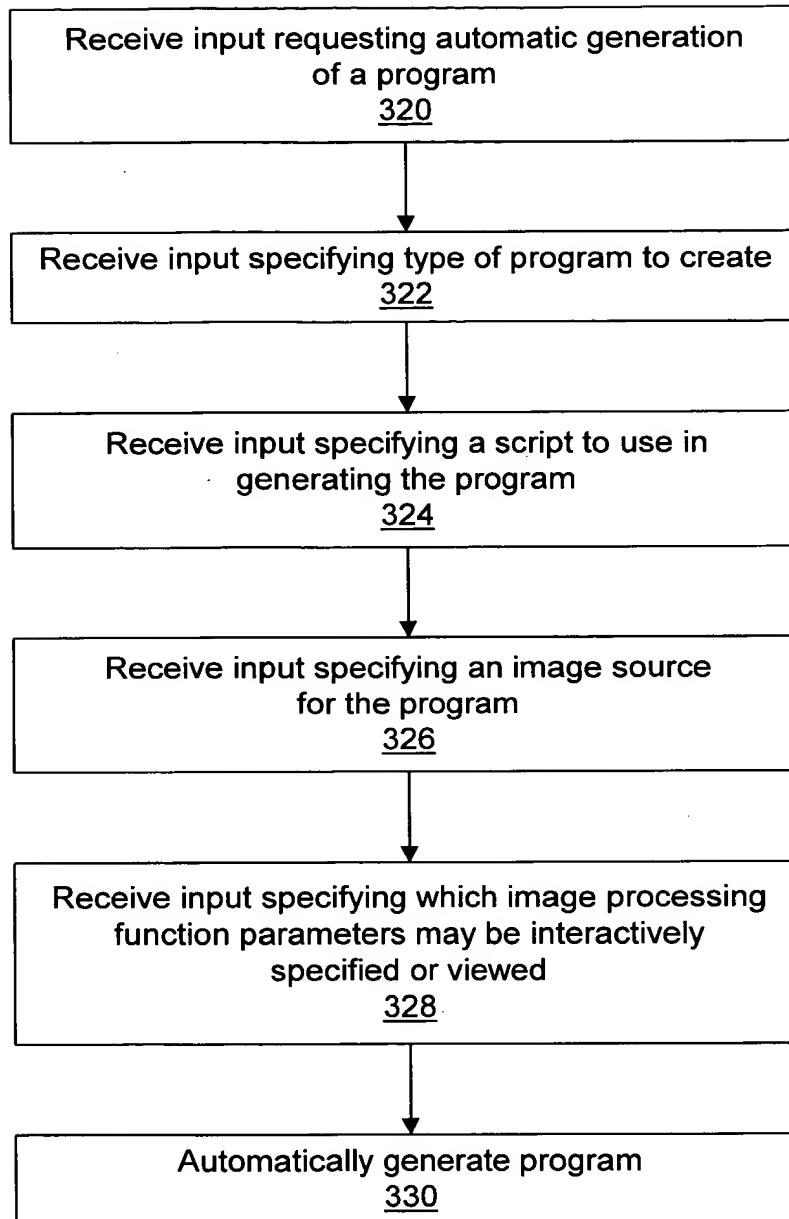 Receive input requesting automatic generation
of a program
320
Receive input specifying type of program to create
322
Receive input specifying a script to use in
generating the program
324
Receive input specifying an image source
for the program
326
Receive input specifying which image processing
function parameters may be interactively
specified or viewed
328
Automatically generate program
330